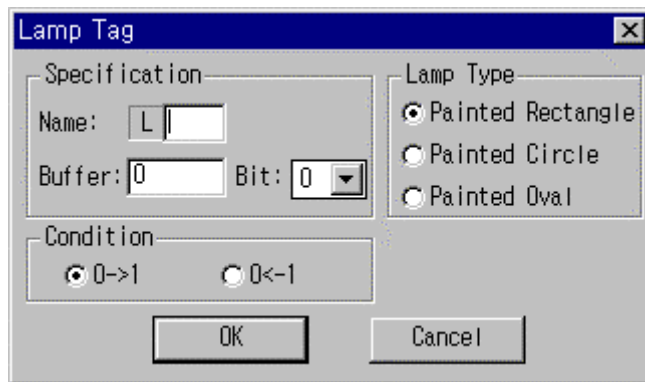 Lamp Tag
Specification
Name: L
Buffer: 0 Bit: 0
Lamp Type
Painted Rectangle
Painted Circle
Painted Oval
Condition
0->1 0<-1
OK Cancel